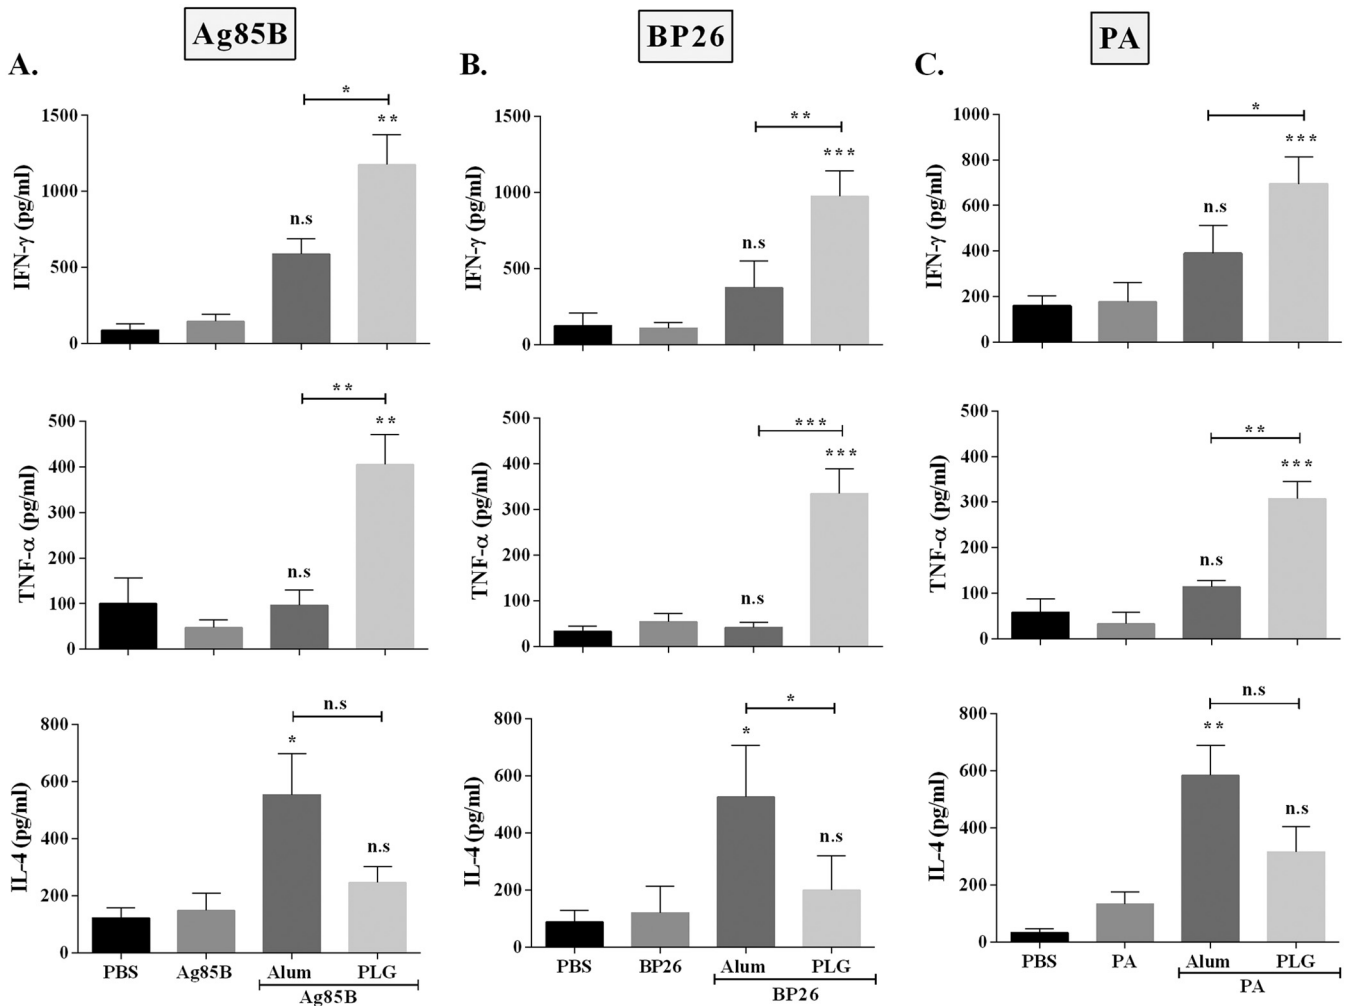 Ag85B
BP26
PA
A.
B.
C.
*
**
n.s
IFN-γ (pg/ml)
1500
1000
500
0
**
***
n.s
IFN-γ (pg/ml)
1500
1000
500
0
*
***
n.s
IFN-γ (pg/ml)
1000
800
600
400
200
0
**
**
n.s
TNF-α (pg/ml)
500
400
300
200
100
0
***
***
n.s
TNF-α (pg/ml)
500
400
300
200
100
0
**
***
n.s
TNF-α (pg/ml)
500
400
300
200
100
0
n.s
*
n.s
IL-4 (pg/ml)
800
600
400
200
0
PBS Ag85B Alum PLG
Ag85B
*
*
n.s
IL-4 (pg/ml)
800
600
400
200
0
PBS BP26 Alum PLG
BP26
n.s
**
n.s
IL-4 (pg/ml)
800
600
400
200
0
PBS PA Alum PLG
PA